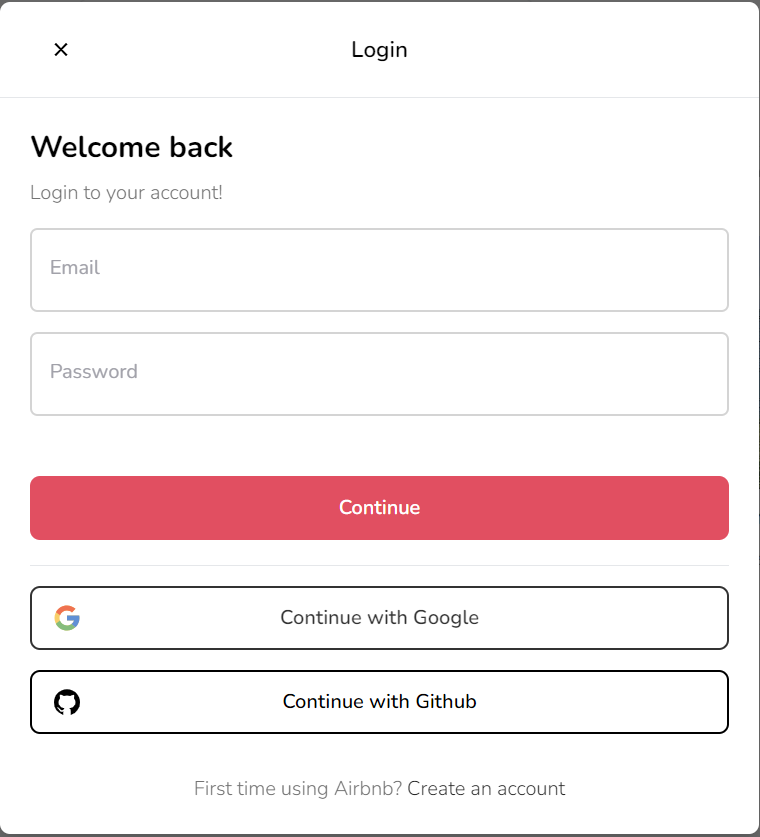 Login
Welcome back
Login to your account!
Email
Password
Continue
Continue with Google
Continue with Github
First time using Airbnb? Create an account